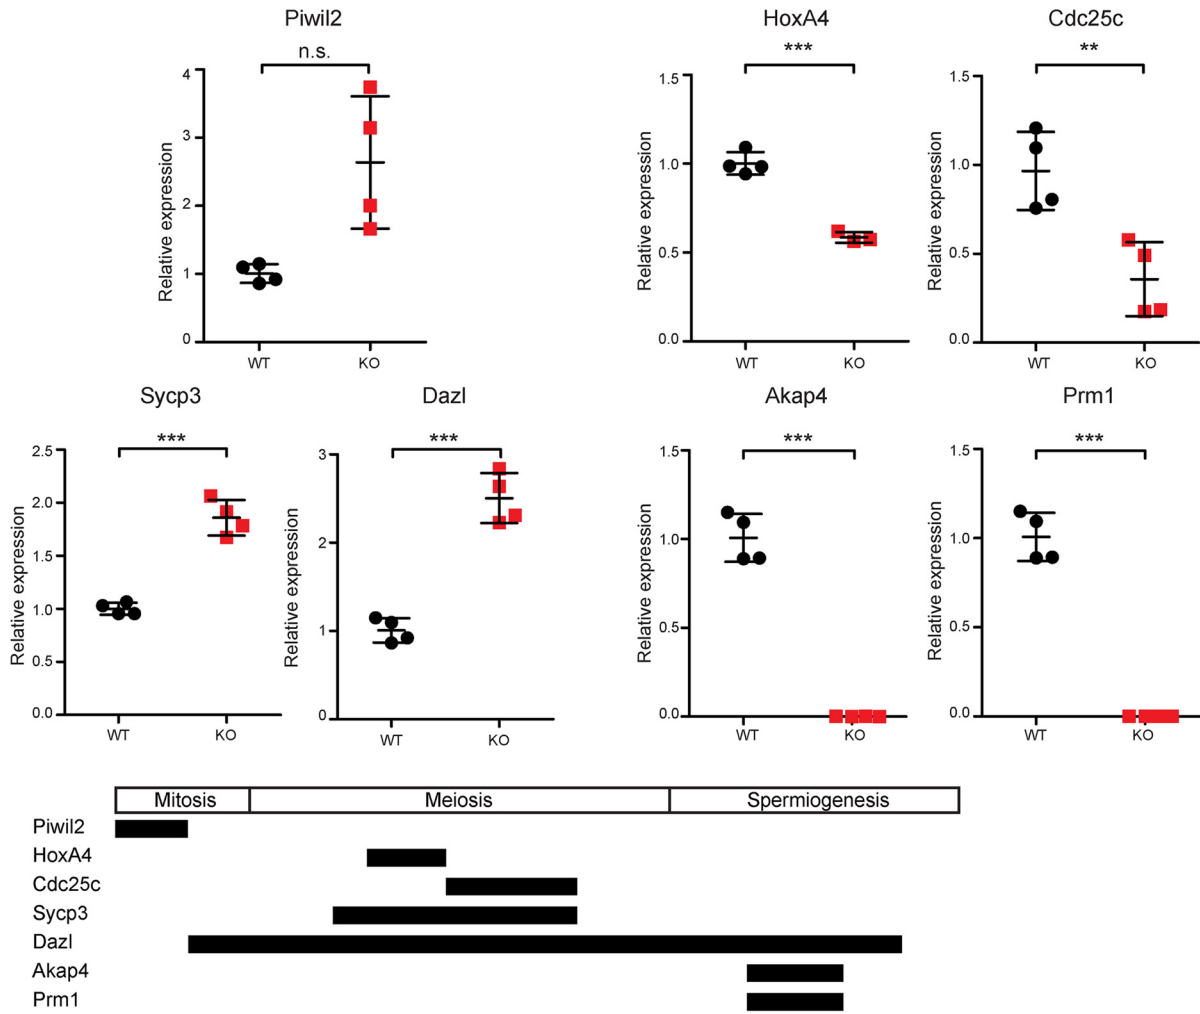 Piwil2
n.s.
Relative expression
4
3
2
1
0
WT KO
HoxA4
***
Relative expression
1.5
1.0
0.5
0.0
WT KO
Cdc25c
**
Relative expression
1.5
1.0
0.5
0.0
WT KO
Sycp3
***
Relative expression
2.5
2.0
1.5
1.0
0.5
0.0
WT KO
Dazl
***
Relative expression
3
2
1
0
WT KO
Akap4
***
Relative expression
1.5
1.0
0.5
0.0
WT KO
Prm1
***
Relative expression
1.5
1.0
0.5
0.0
WT KO
Mitosis Meiosis Spermiogenesis
Piwil2
HoxA4
Cdc25c
Sycp3
Dazl
Akap4
Prm1